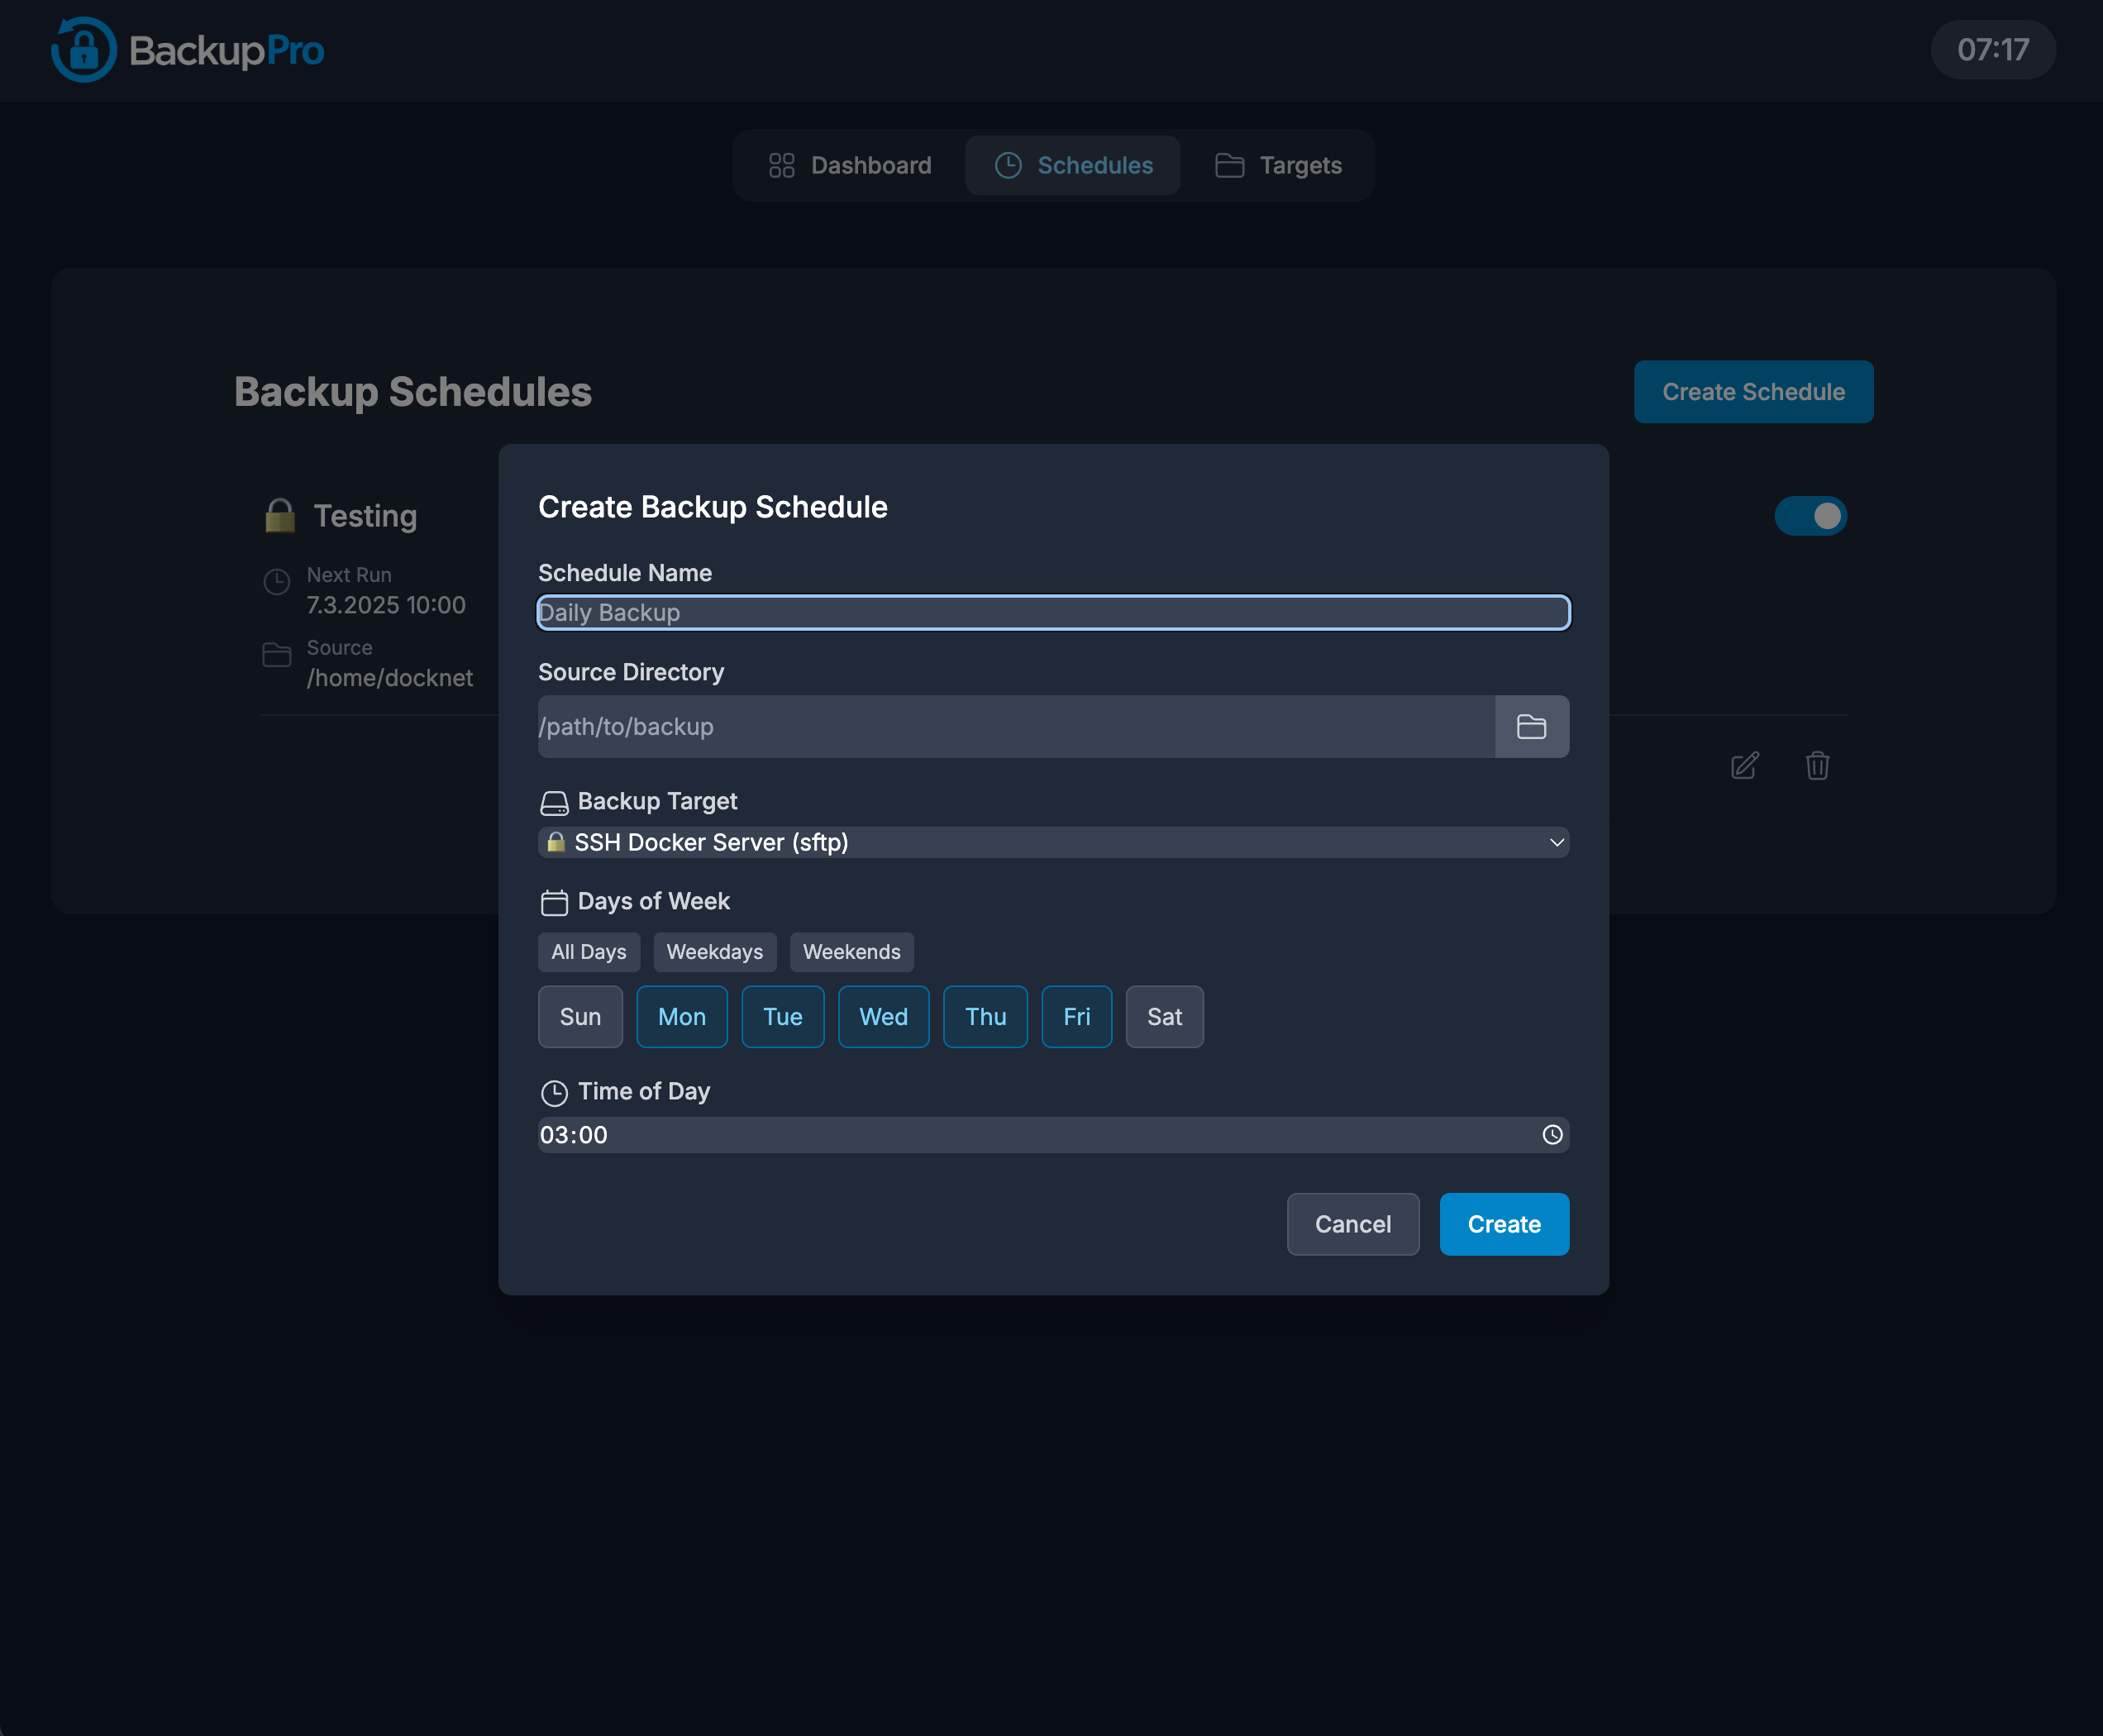 BackupPro
07:17
Dashboard
Schedules
Targets
Backup Schedules
Create Schedule
Testing
Next Run
7.3.2025 10:00
Source
/home/docknet
Create Backup Schedule
Schedule Name
Daily Backup
Source Directory
/path/to/backup
Backup Target
SSH Docker Server (sftp)
Days of Week
All Days
Weekdays
Weekends
Sun
Mon
Tue
Wed
Thu
Fri
Sat
Time of Day
03:00
Cancel
Create